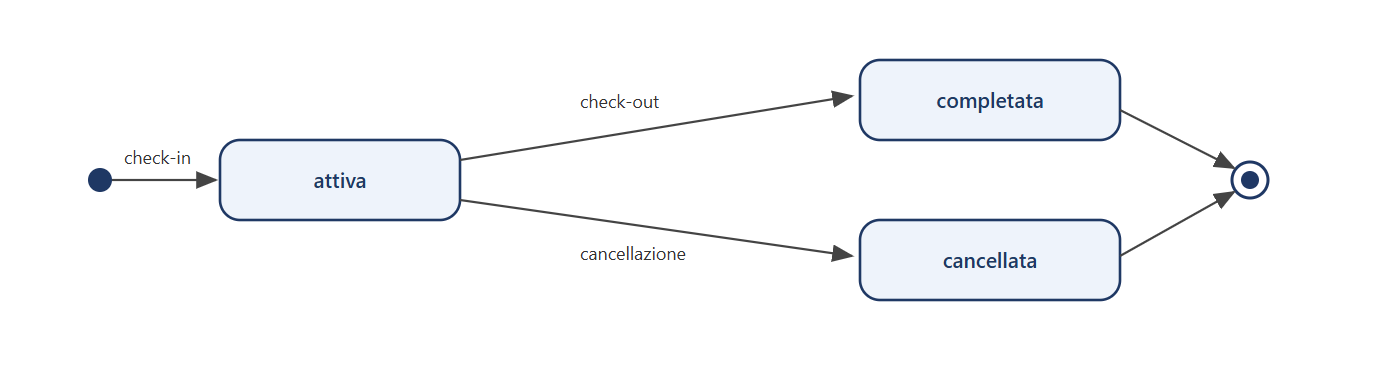 check-in
attiva
check-out
cancellazione
completata
cancellata